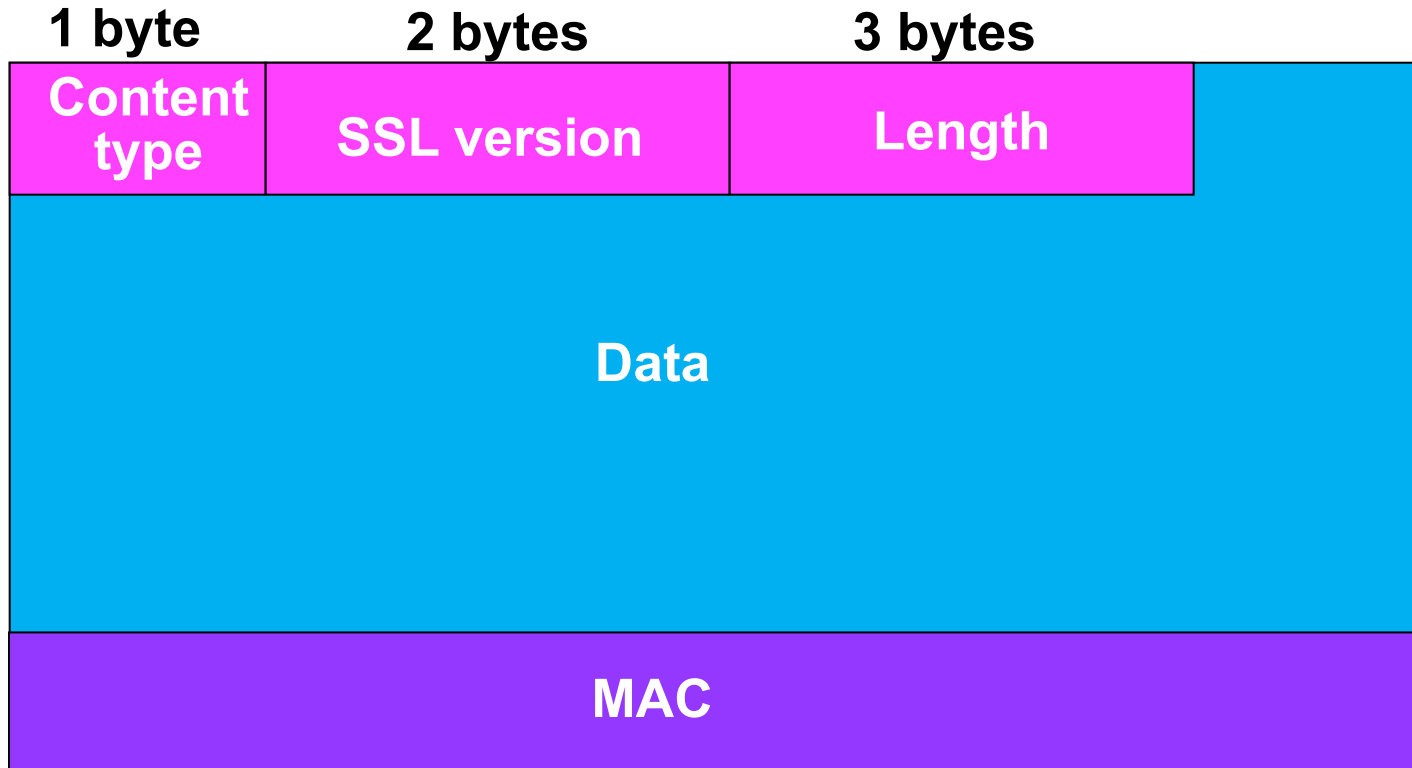 1 byte 2 bytes 3 bytes
Content
type
SSL version
Length
Data
MAC